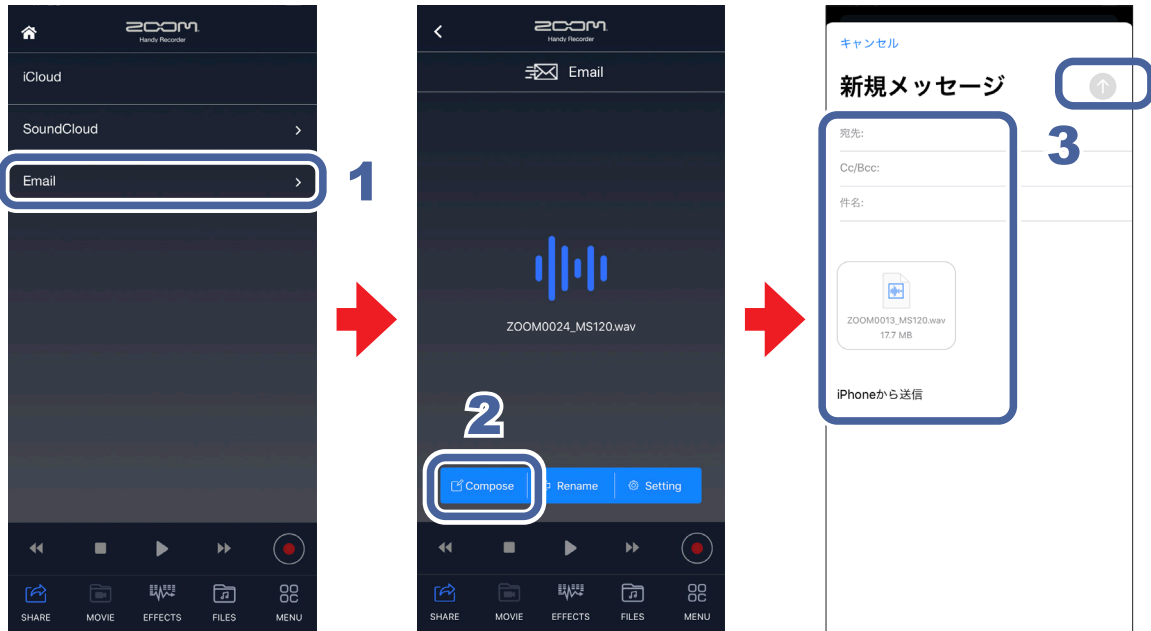 ZOOM
Handy Recorder
iCloud
SoundCloud
Email
1
SHARE
MOVIE
EFFECTS
FILES
MENU
ZOOM
Handy Recorder
Email
ZOOM0024_MS120.wav
2
Compose
Rename
Setting
SHARE
MOVIE
EFFECTS
FILES
MENU
キャンセル
新規メッセージ
3
宛先:
Cc/Bcc:
件名:
ZOOM0013_MS120.wav
17.7 MB
iPhoneから送信